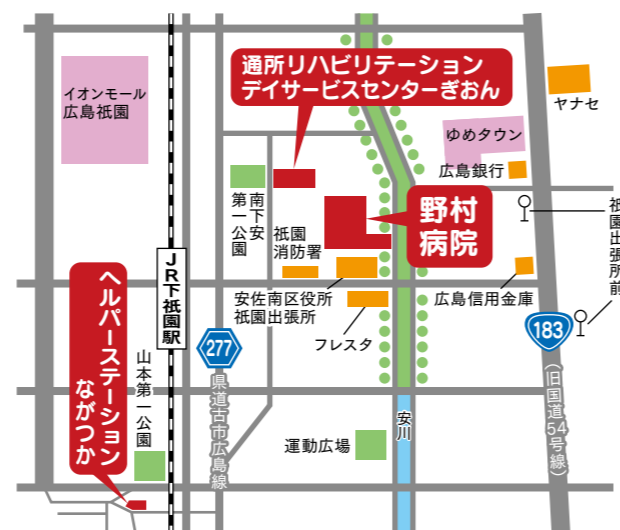 通所リハビリテーション
デイサービスセンターぎおん
イオンモール
広島祇園
ヤナセ
ゆめタウン
広島銀行
南下安
第一公園
祇園
消防署
野村
病院
祇園出張所前
JR下祇園駅
安佐南区役所
祇園出張所
広島信用金庫
フレスタ
183
(旧国道54号線)
277
県道古市広島線
ヘルパーステーション
ながつか
山本第一公園
運動広場
安川